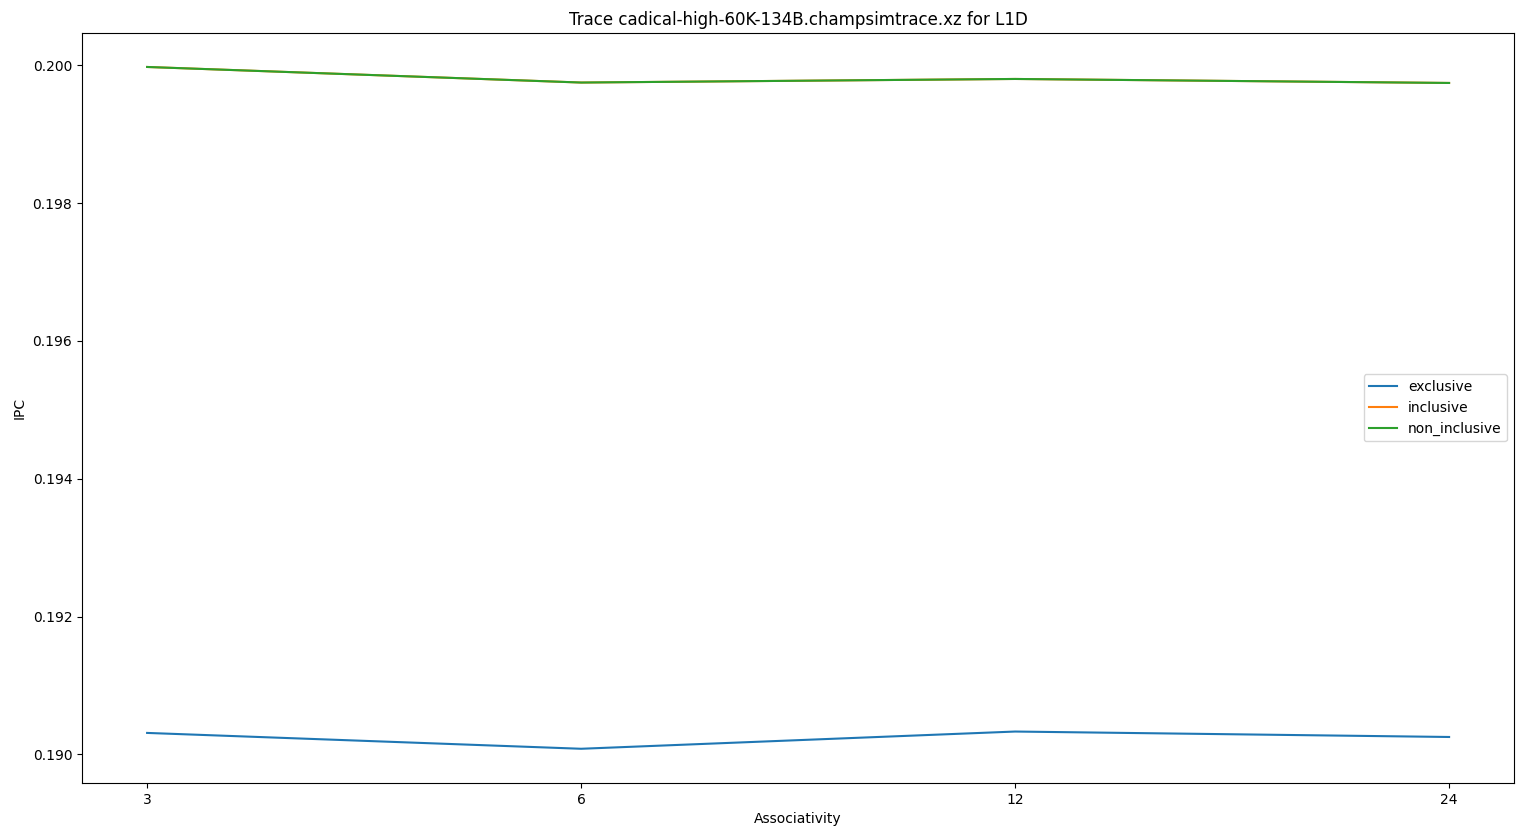 Trace cadical-high-60K-134B.champsimtrace.xz for L1D
0.200
0.198
0.196
0.194
0.192
0.190
IPC
exclusive
inclusive
non_inclusive
3
6
12
24
Associativity